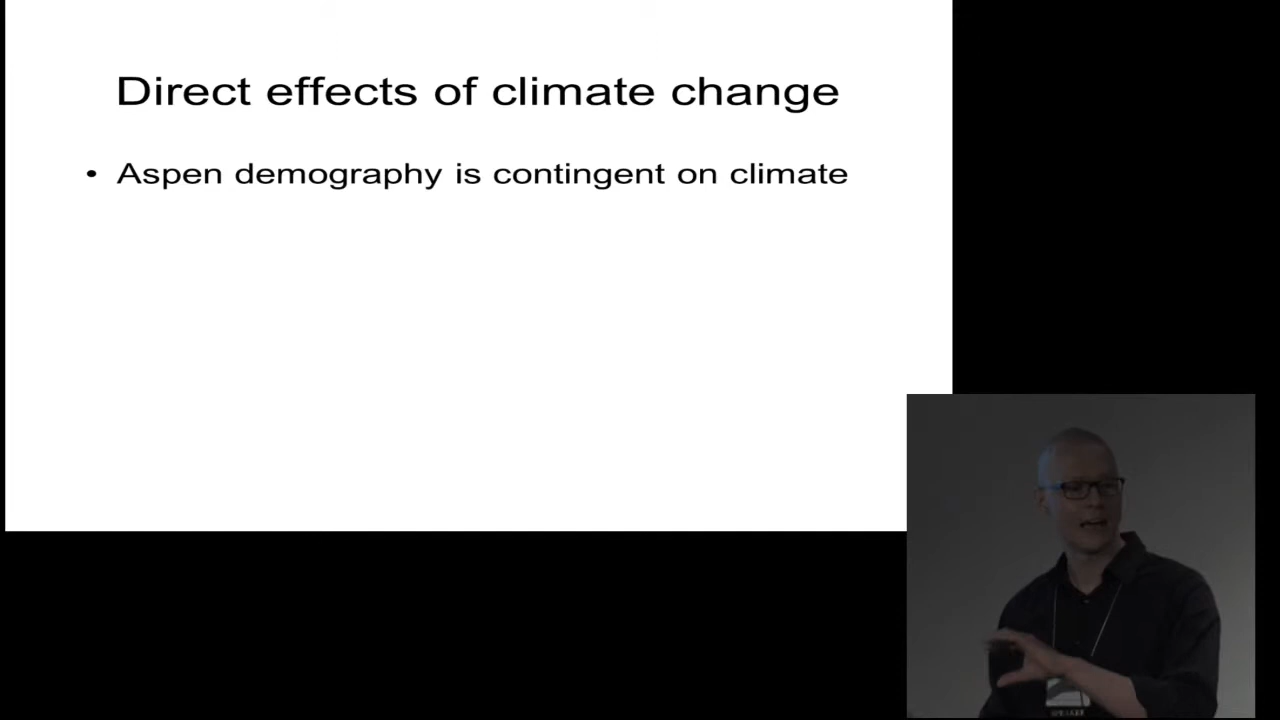 Direct effects of climate change
• Aspen demography is contingent on climate